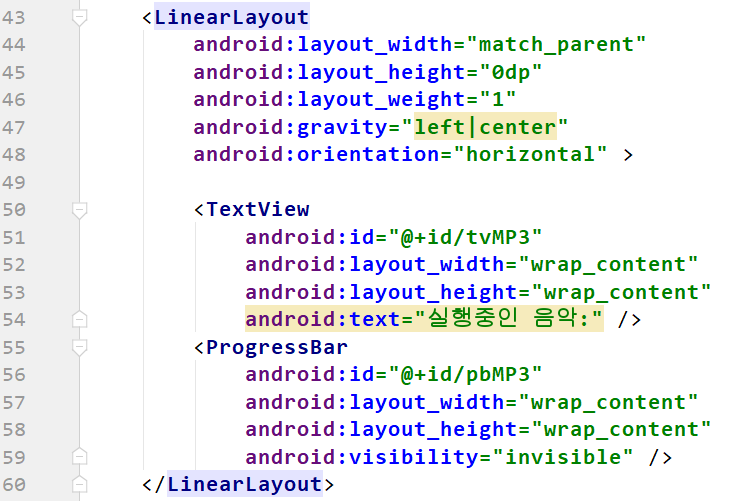 43 <LinearLayout
44 android:layout_width="match_parent"
45 android:layout_height="0dp"
46 android:layout_weight="1"
47 android:gravity="left|center"
48 android:orientation="horizontal" >
49
50 <TextView
51 android:id="@+id/tvMP3"
52 android:layout_width="wrap_content"
53 android:layout_height="wrap_content"
54 android:text="실행중인 음악:" />
55 <ProgressBar
56 android:id="@+id/pbMP3"
57 android:layout_width="wrap_content"
58 android:layout_height="wrap_content"
59 android:visibility="invisible" />
60 </LinearLayout>